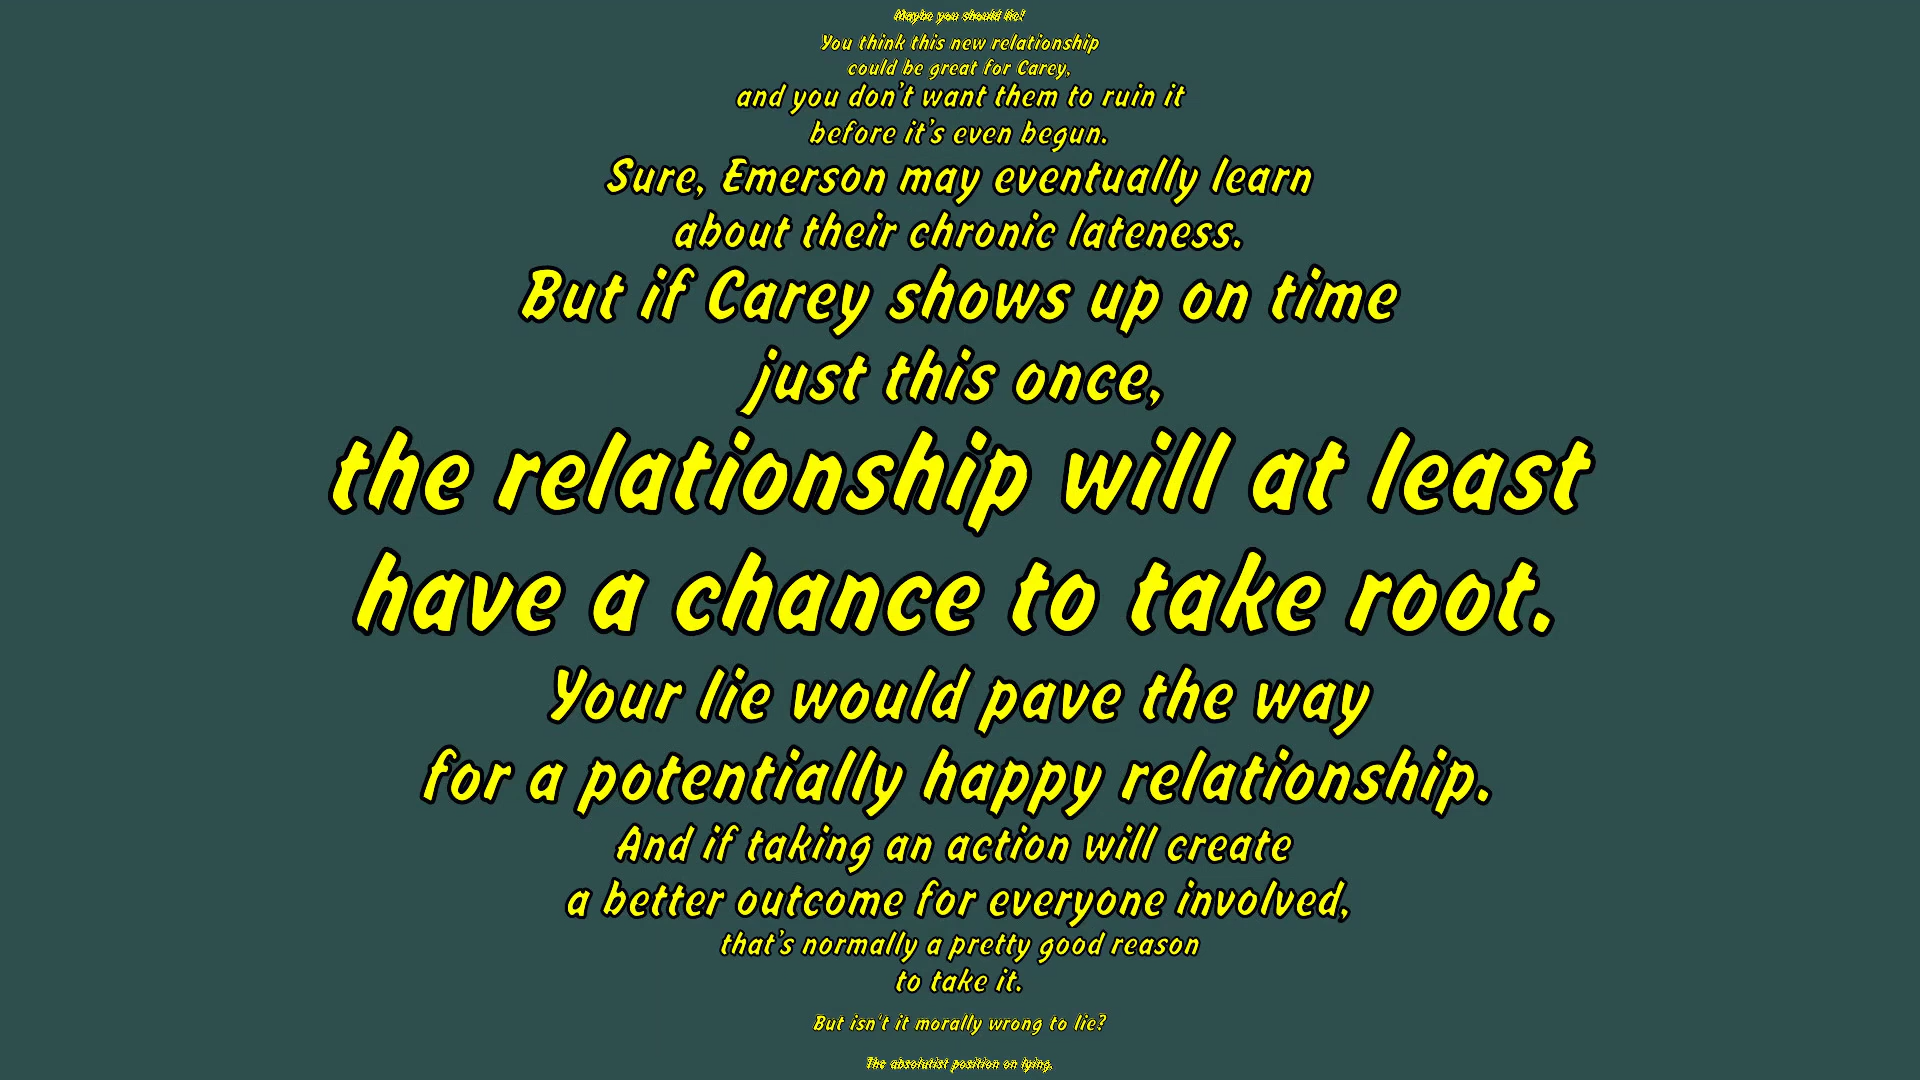 Maybe you should lie!
You think this new relationship
could be great for Carey,
and you don't want them to ruin it
before it's even begun.
Sure, Emerson may eventually learn
about their chronic lateness.
But if Carey shows up on time
just this once,
the relationship will at least
have a chance to take root.
Your lie would pave the way
for a potentially happy relationship.
And if taking an action will create
a better outcome for everyone involved,
that's normally a pretty good reason
to take it.
But isn't it morally wrong to lie?
The absolutist position on lying,